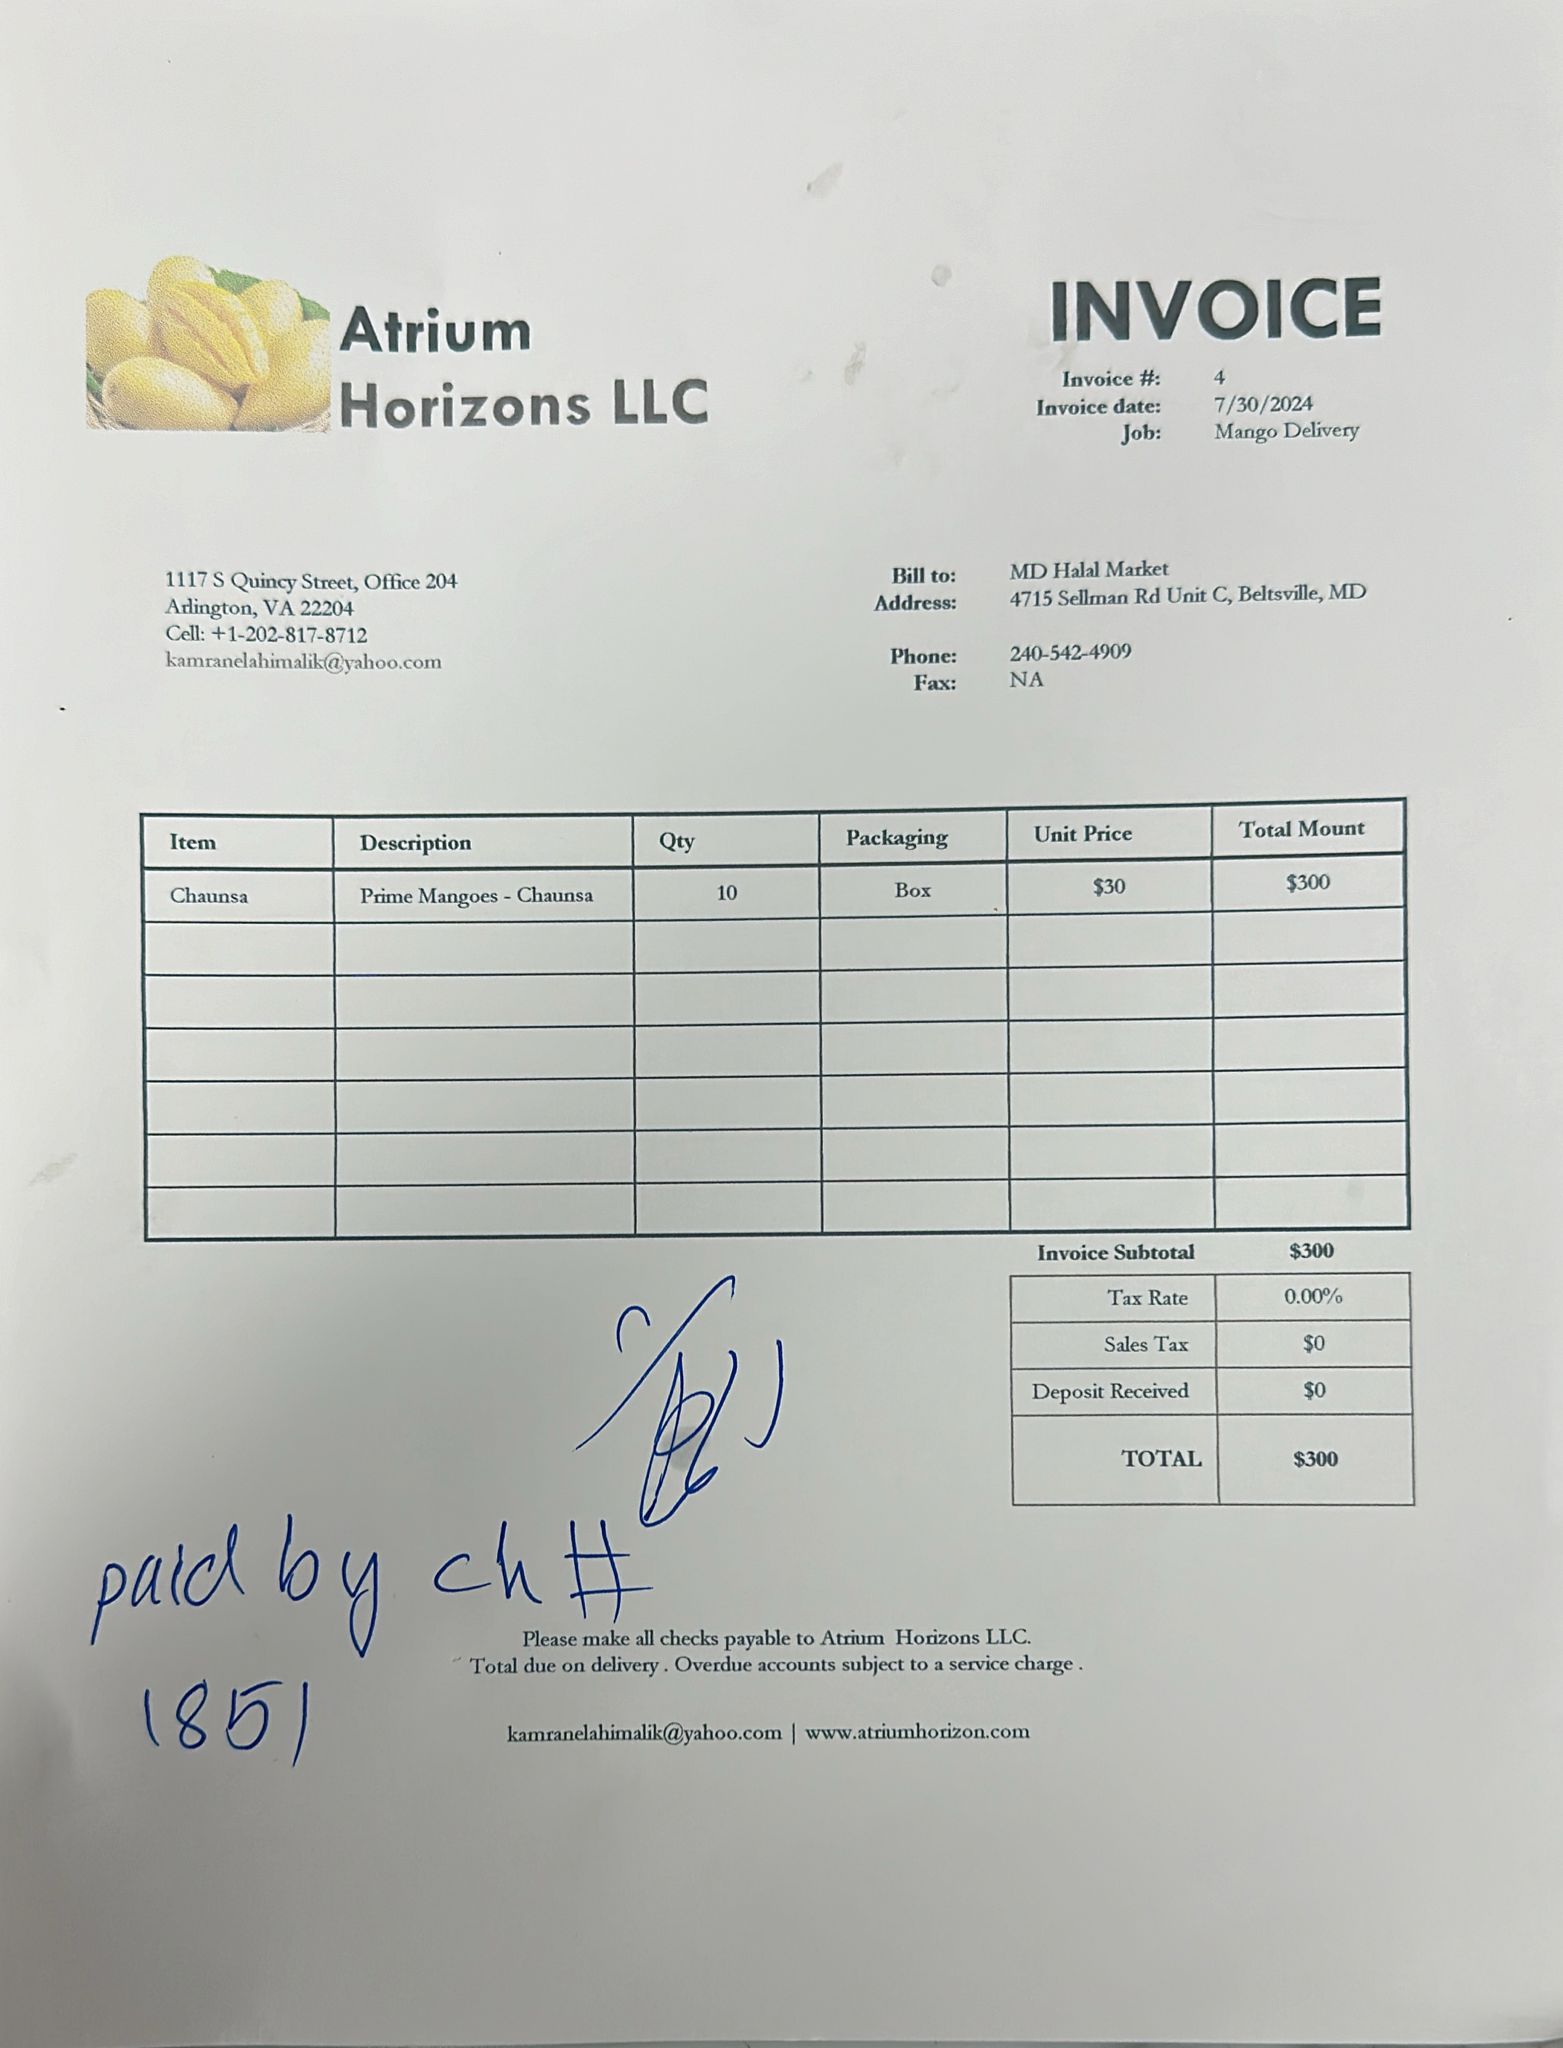 Atrium
Horizons LLC
INVOICE
Invoice #: 4
Invoice date: 7/30/2024
Job: Mango Delivery
1117 S Quincy Street, Office 204
Arlington, VA 22204
Cell: +1-202-817-8712
kamranelahimalik@yahoo.com
Bill to: MD Halal Market
Address: 4715 Sellman Rd Unit C, Beltsville, MD
Phone: 240-542-4909
Fax: NA
Item Description Qty Packaging Unit Price Total Mount
Chaunsa Prime Mangoes - Chaunsa 10 Box $30 $300
Invoice Subtotal $300
Tax Rate 0.00%
Sales Tax $0
Deposit Received $0
TOTAL $300
paid by ch #
1851
Please make all checks payable to Atrium Horizons LLC.
Total due on delivery . Overdue accounts subject to a service charge .
kamranelahimalik@yahoo.com | www.atriumhorizon.com